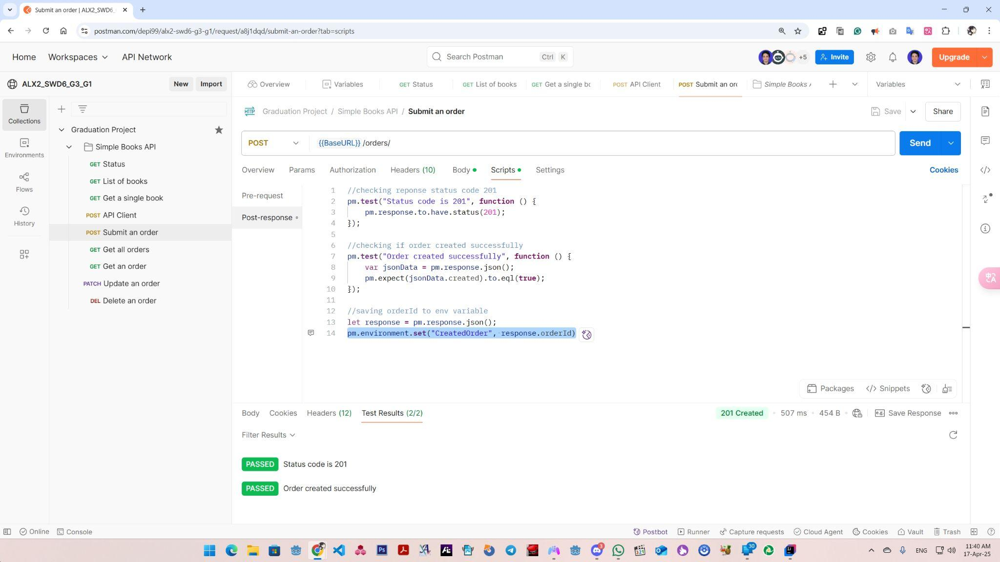 Submit an order | ALX2_SWD6_
postman.com/depi99/alx2-swd6-g3-g1/request/a8j1dqd/submit-an-order?tab=scripts
Home Workspaces API Network
Search Postman Ctrl K
+5 Invite Upgrade
ALX2_SWD6_G3_G1 New Import
Overview Variables GET Status GET List of books GET Get a single bo POST API Client POST Submit an orc Simple Books A Variables
Collections
Environments
Flows
History
Graduation Project
Simple Books API
GET Status
GET List of books
GET Get a single book
POST API Client
POST Submit an order
GET Get all orders
GET Get an order
PATCH Update an order
DEL Delete an order
HTTP Graduation Project / Simple Books API / Submit an order Save Share
POST {{BaseURL}} /orders/ Send
Overview Params Authorization Headers (10) Body Scripts Settings Cookies
Pre-request
Post-response
1 //checking reponse status code 201
2 pm.test("Status code is 201", function () {
3 pm.response.to.have.status(201);
4 });
5
6 //checking if order created successfully
7 pm.test("Order created successfully", function () {
8 var jsonData = pm.response.json();
9 pm.expect(jsonData.created).to.eql(true);
10 });
11
12 //saving orderId to env variable
13 let response = pm.response.json();
14 pm.environment.set("CreatedOrder", response.orderId)
Packages </> Snippets
Body Cookies Headers (12) Test Results (2/2) 201 Created 507 ms 454 B e.g. Save Response
Filter Results
PASSED Status code is 201
PASSED Order created successfully
Online Console Postbot Runner Capture requests Cloud Agent Cookies Vault Trash
3 30 ENG 11:40 AM
17-Apr-25